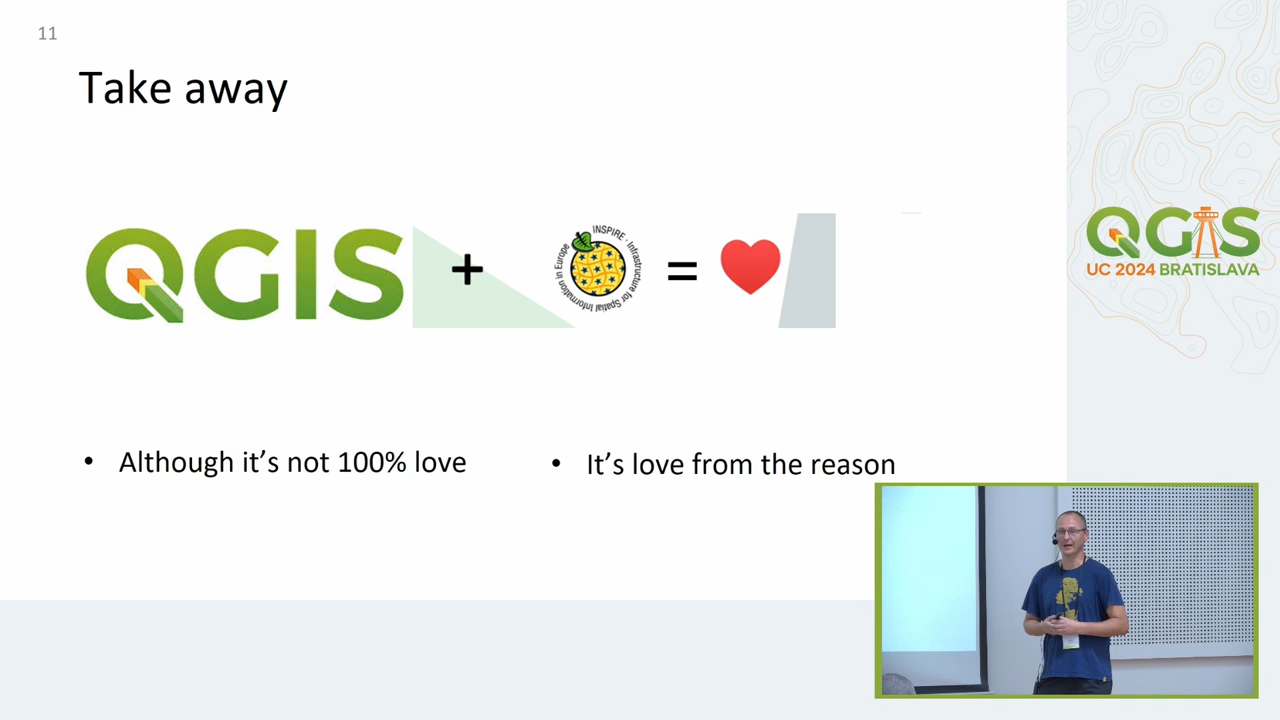 11
Take away
QGIS
+
INSPIRE · Infrastructure for Spatial Information in Europe
=
• Although it’s not 100% love
• It’s love from the reason
QGIS
UC 2024 BRATISLAVA